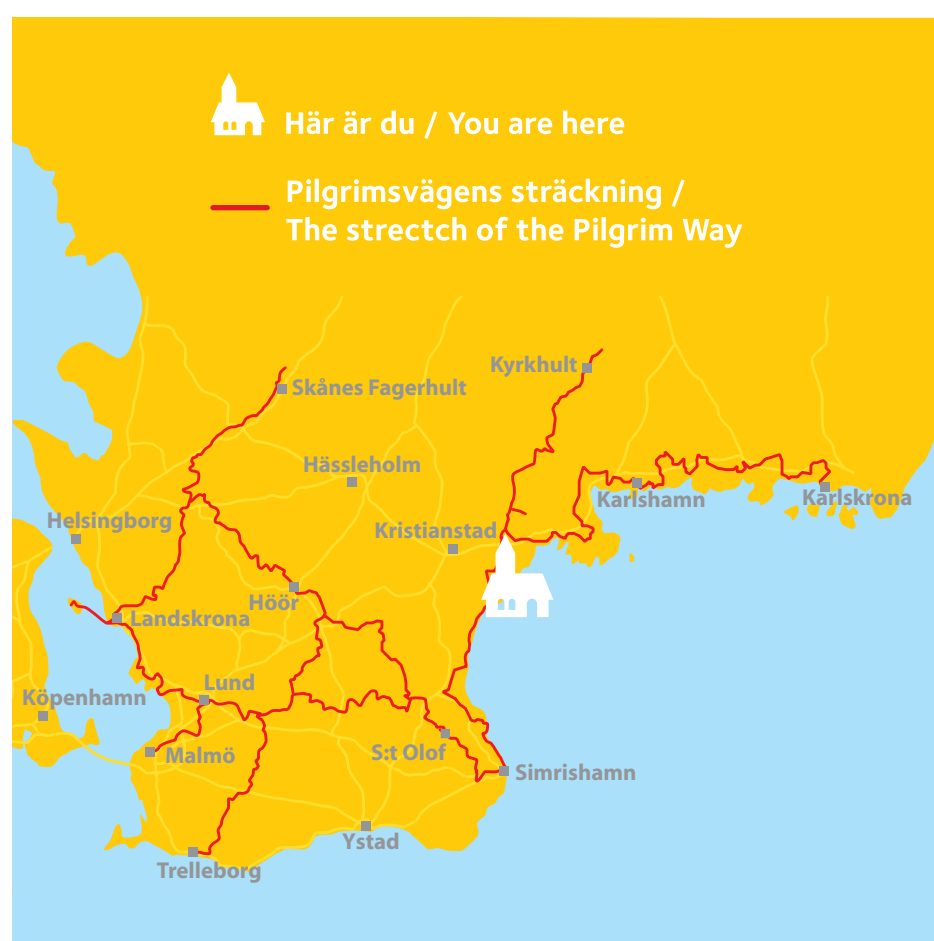 Här är du / You are here
Pilgrimsvägens sträckning /
The strectch of the Pilgrim Way
Kyrkhult
Skånes Fagerhult
Hässleholm
Karlshamn
Karlskrona
Helsingborg
Kristianstad
Höör
Landskrona
Lund
Köpenhamn
Malmö
S:t Olof
Simrishamn
Ystad
Trelleborg